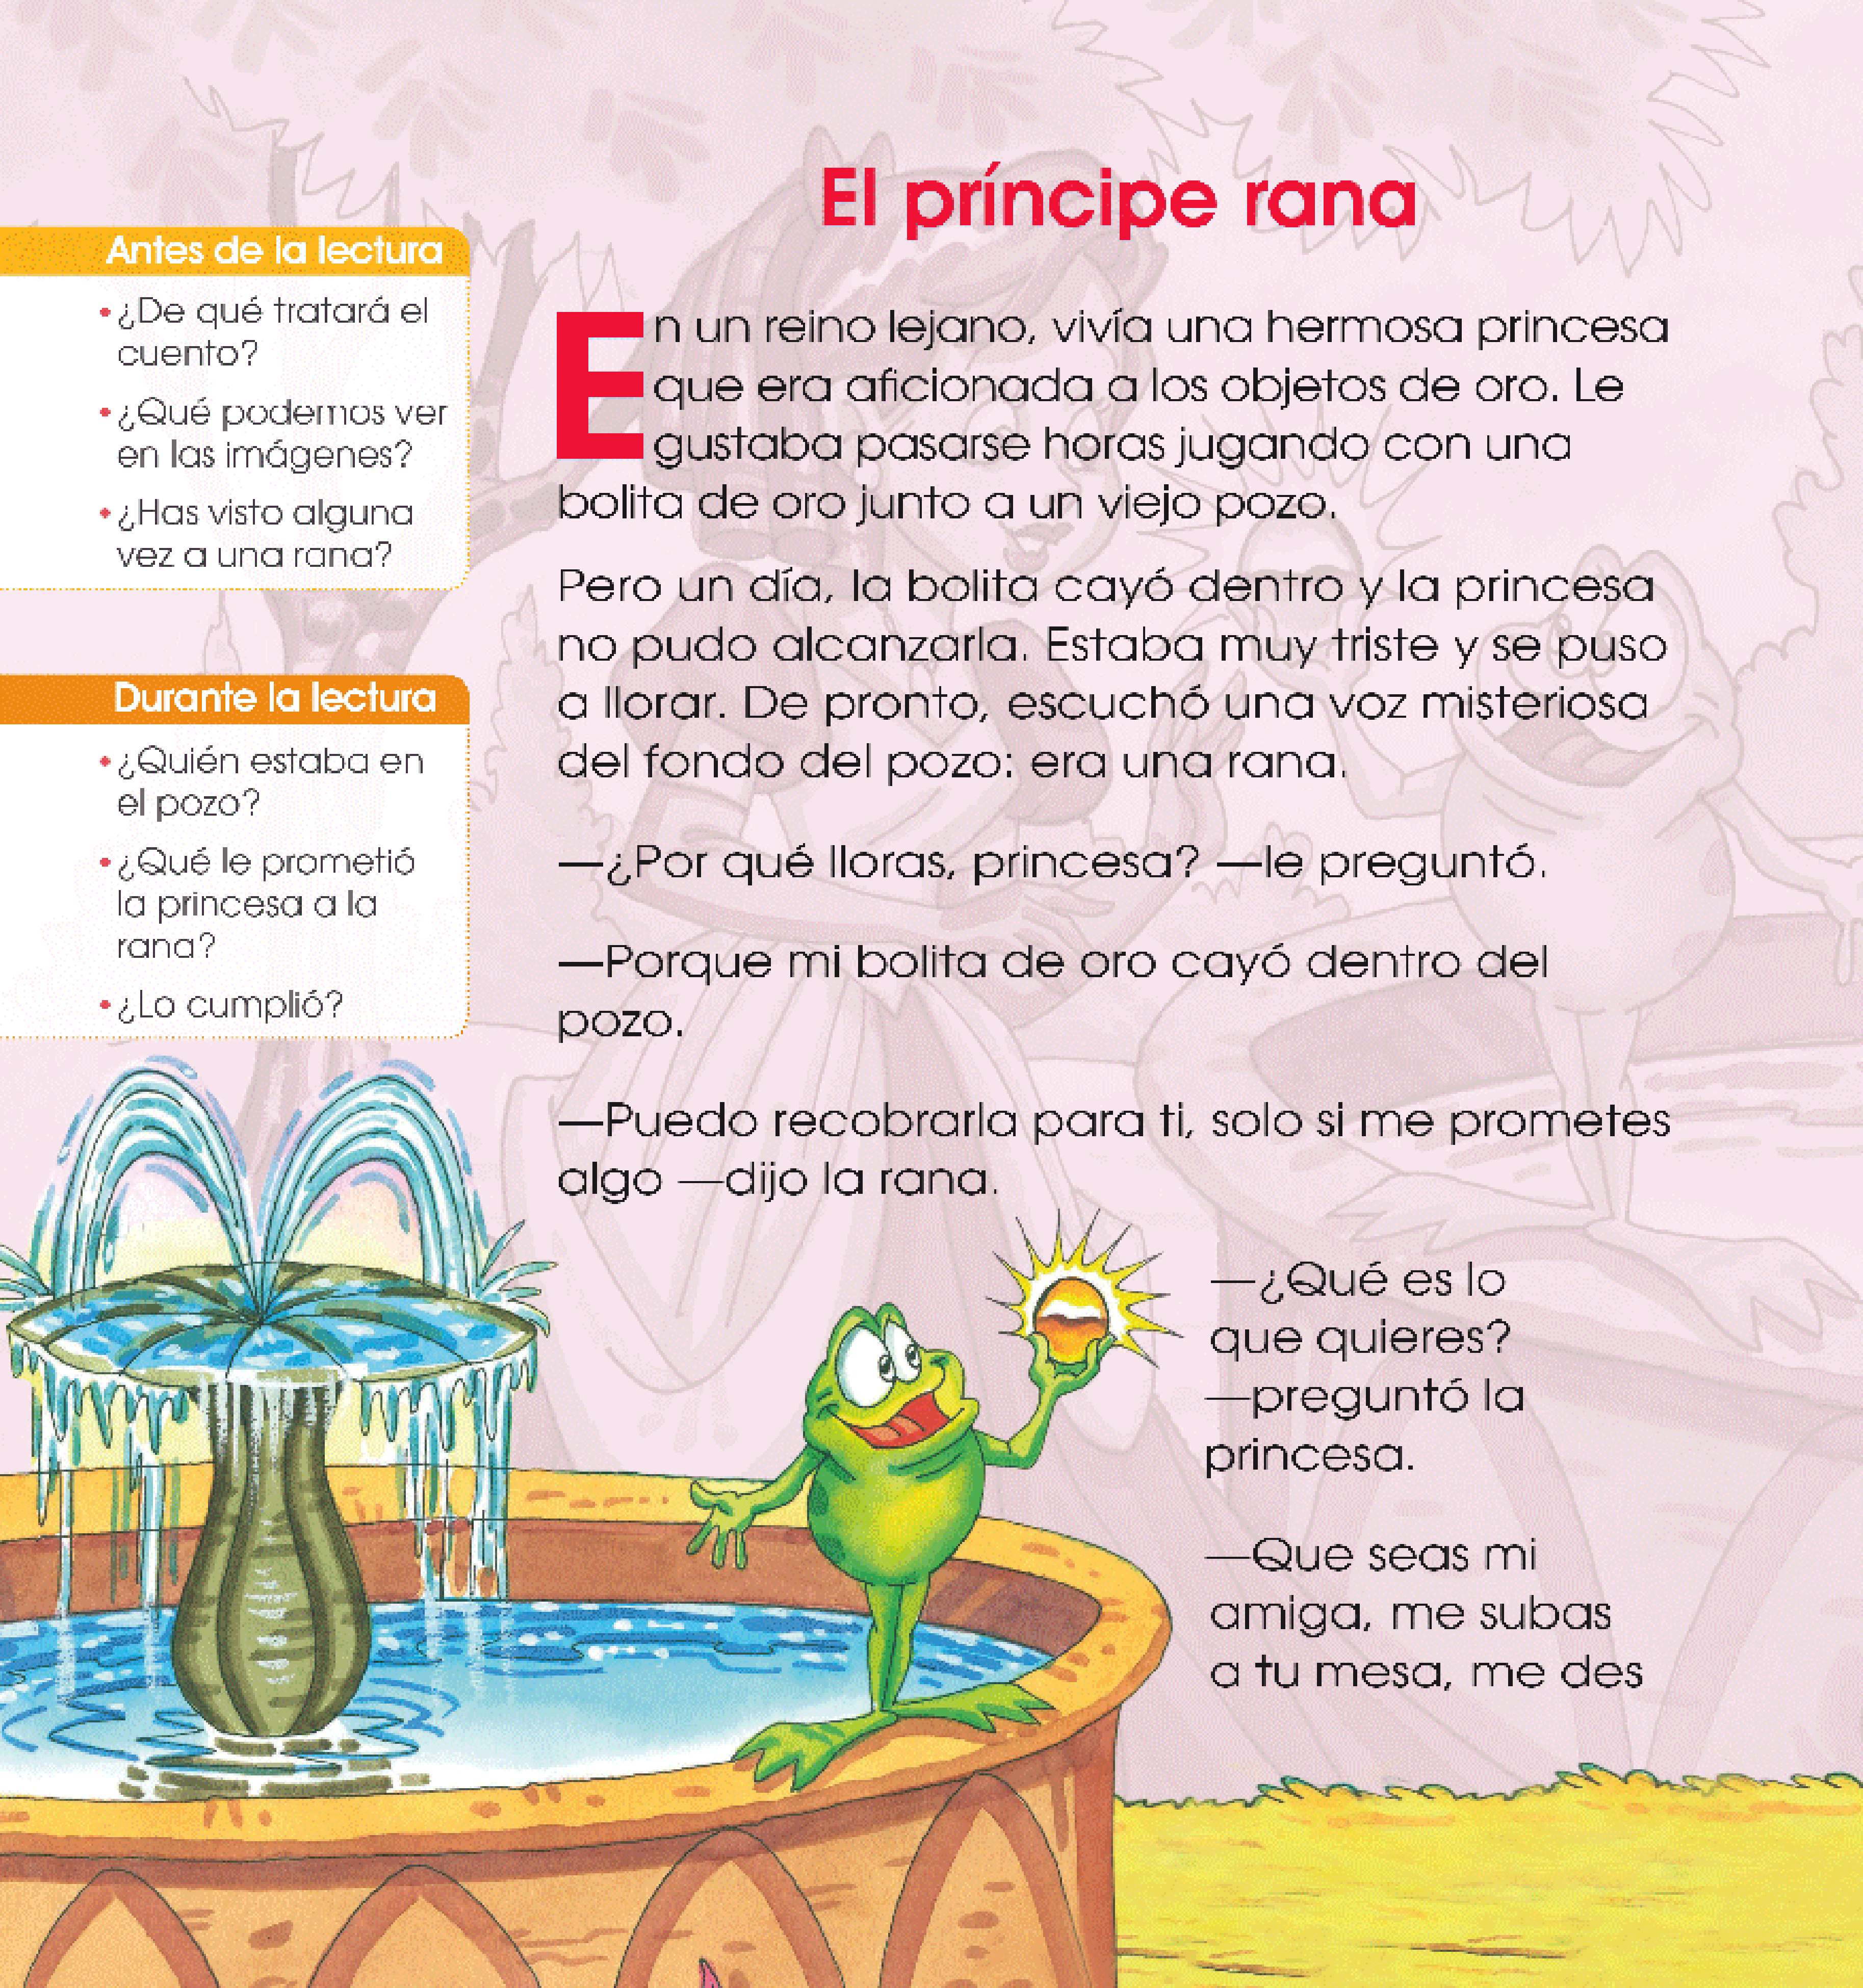 El príncipe rana
Antes de la lectura
•¿De qué tratará el
cuento?
•¿Qué podemos ver
en las imágenes?
•¿Has visto alguna
vez a una rana?
Durante la lectura
•¿Quién estaba en
el pozo?
•¿Qué le prometió
la princesa a la
rana?
•¿Lo cumplió?
En un reino lejano, vivía una hermosa princesa
que era aficionada a los objetos de oro. Le
gustaba pasarse horas jugando con una
bolita de oro junto a un viejo pozo.
Pero un día, la bolita cayó dentro y la princesa
no pudo alcanzarla. Estaba muy triste y se puso
a llorar. De pronto, escuchó una voz misteriosa
del fondo del pozo: era una rana.
—¿Por qué lloras, princesa? —le preguntó.
—Porque mi bolita de oro cayó dentro del
pozo.
—Puedo recobrarla para ti, solo si me prometes
algo —dijo la rana.
—¿Qué es lo
que quieres?
—preguntó la
princesa.
—Que seas mi
amiga, me subas
a tu mesa, me des